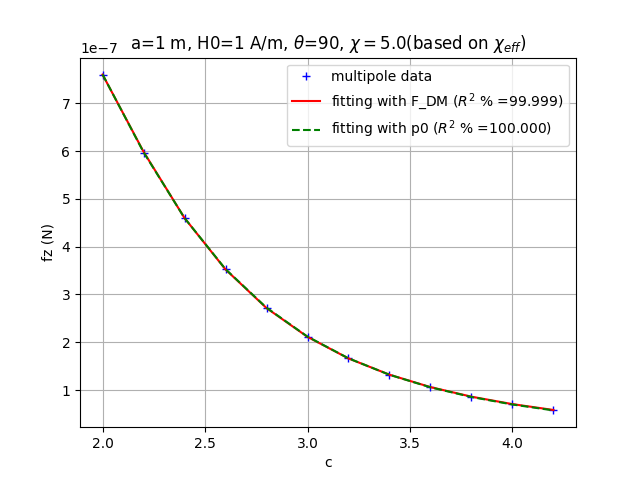 a=1 m, H0=1 A/m, θ=90, χ = 5.0(based on χ_eff)
1e−7
multipole data
fitting with F_DM (R² % =99.999)
fitting with p0 (R² % =100.000)
7
6
5
4
3
2
1
fz (N)
2.0 2.5 3.0 3.5 4.0
c